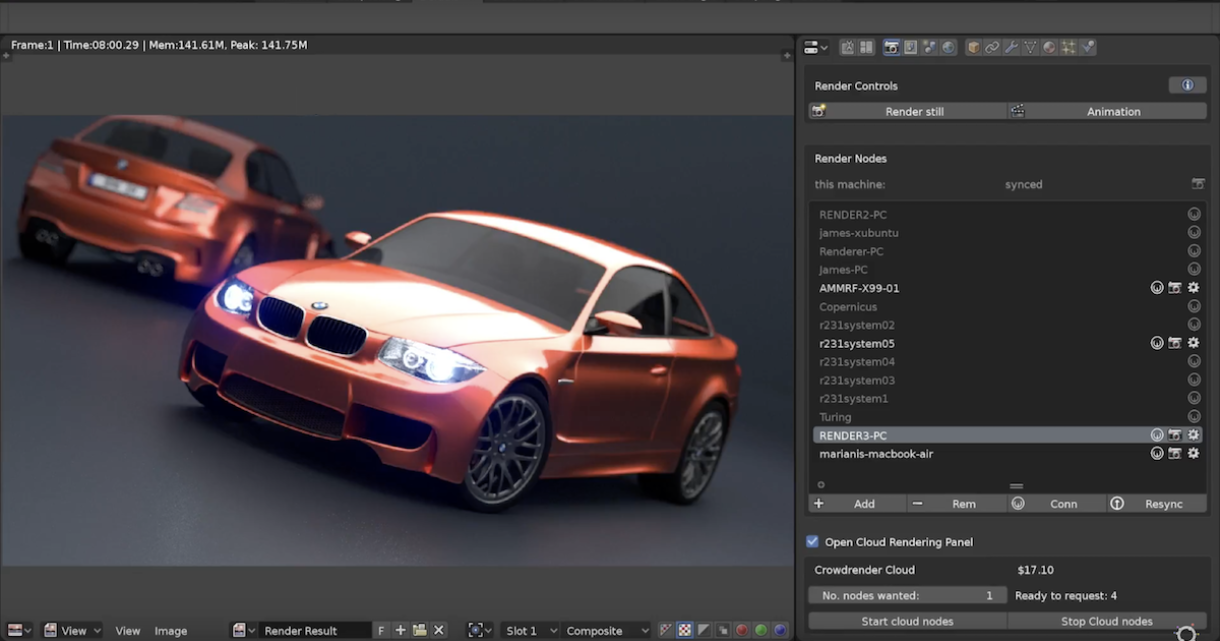 Frame:1 | Time:08:00.29 | Mem:141.61M, Peak: 141.75M
Render Controls
Render still Animation
Render Nodes
this machine: synced
RENDER2-PC
james-xubuntu
Renderer-PC
James-PC
AMMRF-X99-01
Copernicus
r231system02
r231system05
r231system04
r231system03
r231system1
Turing
RENDER3-PC
marianis-macbook-air
Add Rem Conn Resync
Open Cloud Rendering Panel
Crowdrender Cloud $17.10
No. nodes wanted: 1 Ready to request: 4
Start cloud nodes Stop Cloud nodes
View View Image Render Result F Slot 1 Composite